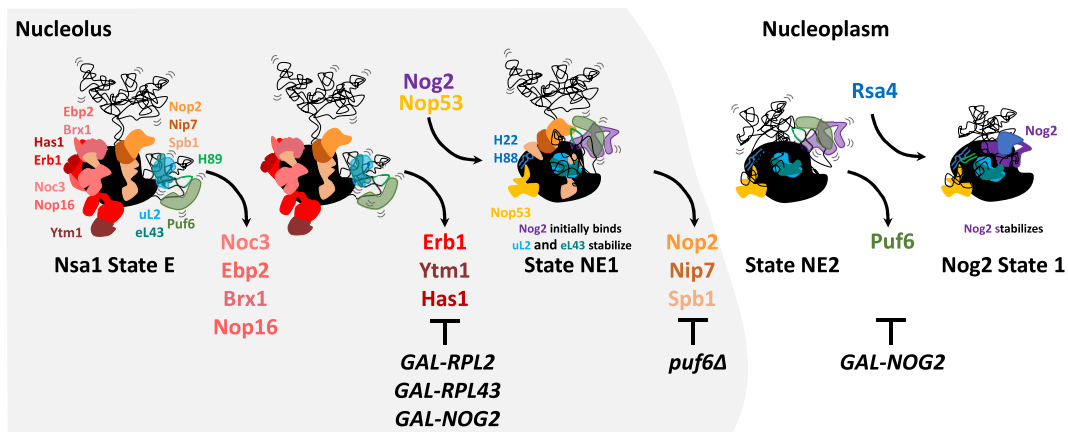 Nucleolus
Nucleoplasm
Ebp2
Brx1
Has1
Erb1
Noc3
Nop16
Ytm1
Nop2
Nip7
Spb1
H89
uL2
eL43
Puf6
Nsa1 State E
Noc3
Ebp2
Brx1
Nop16
Nog2
Nop53
Erb1
Ytm1
Has1
GAL-RPL2
GAL-RPL43
GAL-NOG2
H22
H88
Nop53
Nog2 initially binds
uL2 and eL43 stabilize
State NE1
Nop2
Nip7
Spb1
puf6Δ
State NE2
Rsa4
Puf6
GAL-NOG2
Nog2
Nog2 stabilizes
Nog2 State 1